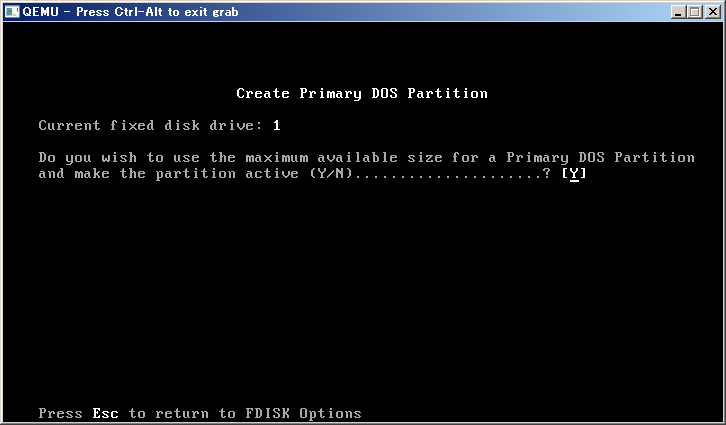 QEMU - Press Ctrl-Alt to exit grab
Create Primary DOS Partition
Current fixed disk drive: 1
Do you wish to use the maximum available size for a Primary DOS Partition
and make the partition active (Y/N).....................? [Y]
Press Esc to return to FDISK Options